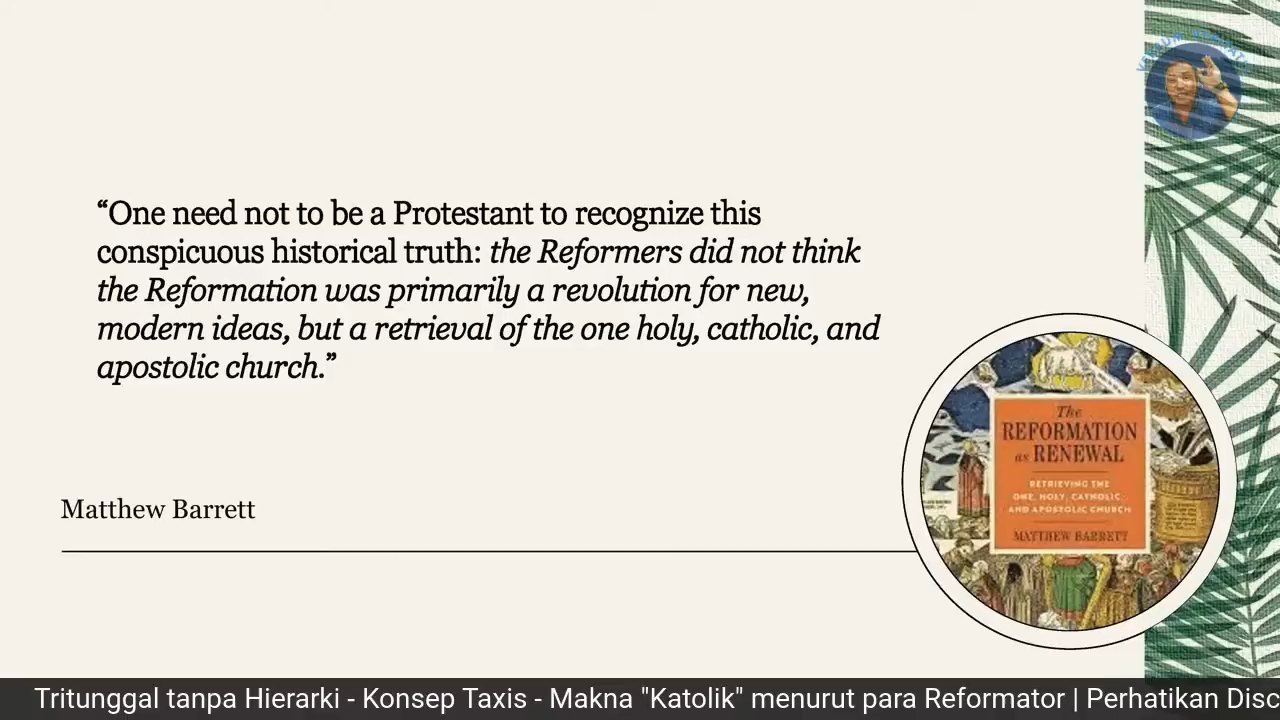 “One need not to be a Protestant to recognize this
conspicuous historical truth: the Reformers did not think
the Reformation was primarily a revolution for new,
modern ideas, but a retrieval of the one holy, catholic, and
apostolic church.”
The
REFORMATION
as RENEWAL
RETRIEVING THE
ONE, HOLY, CATHOLIC,
AND APOSTOLIC CHURCH
MATTHEW BARRETT
Matthew Barrett
Tritunggal tanpa Hierarki - Konsep Taxis - Makna "Katolik" menurut para Reformator | Perhatikan Disc